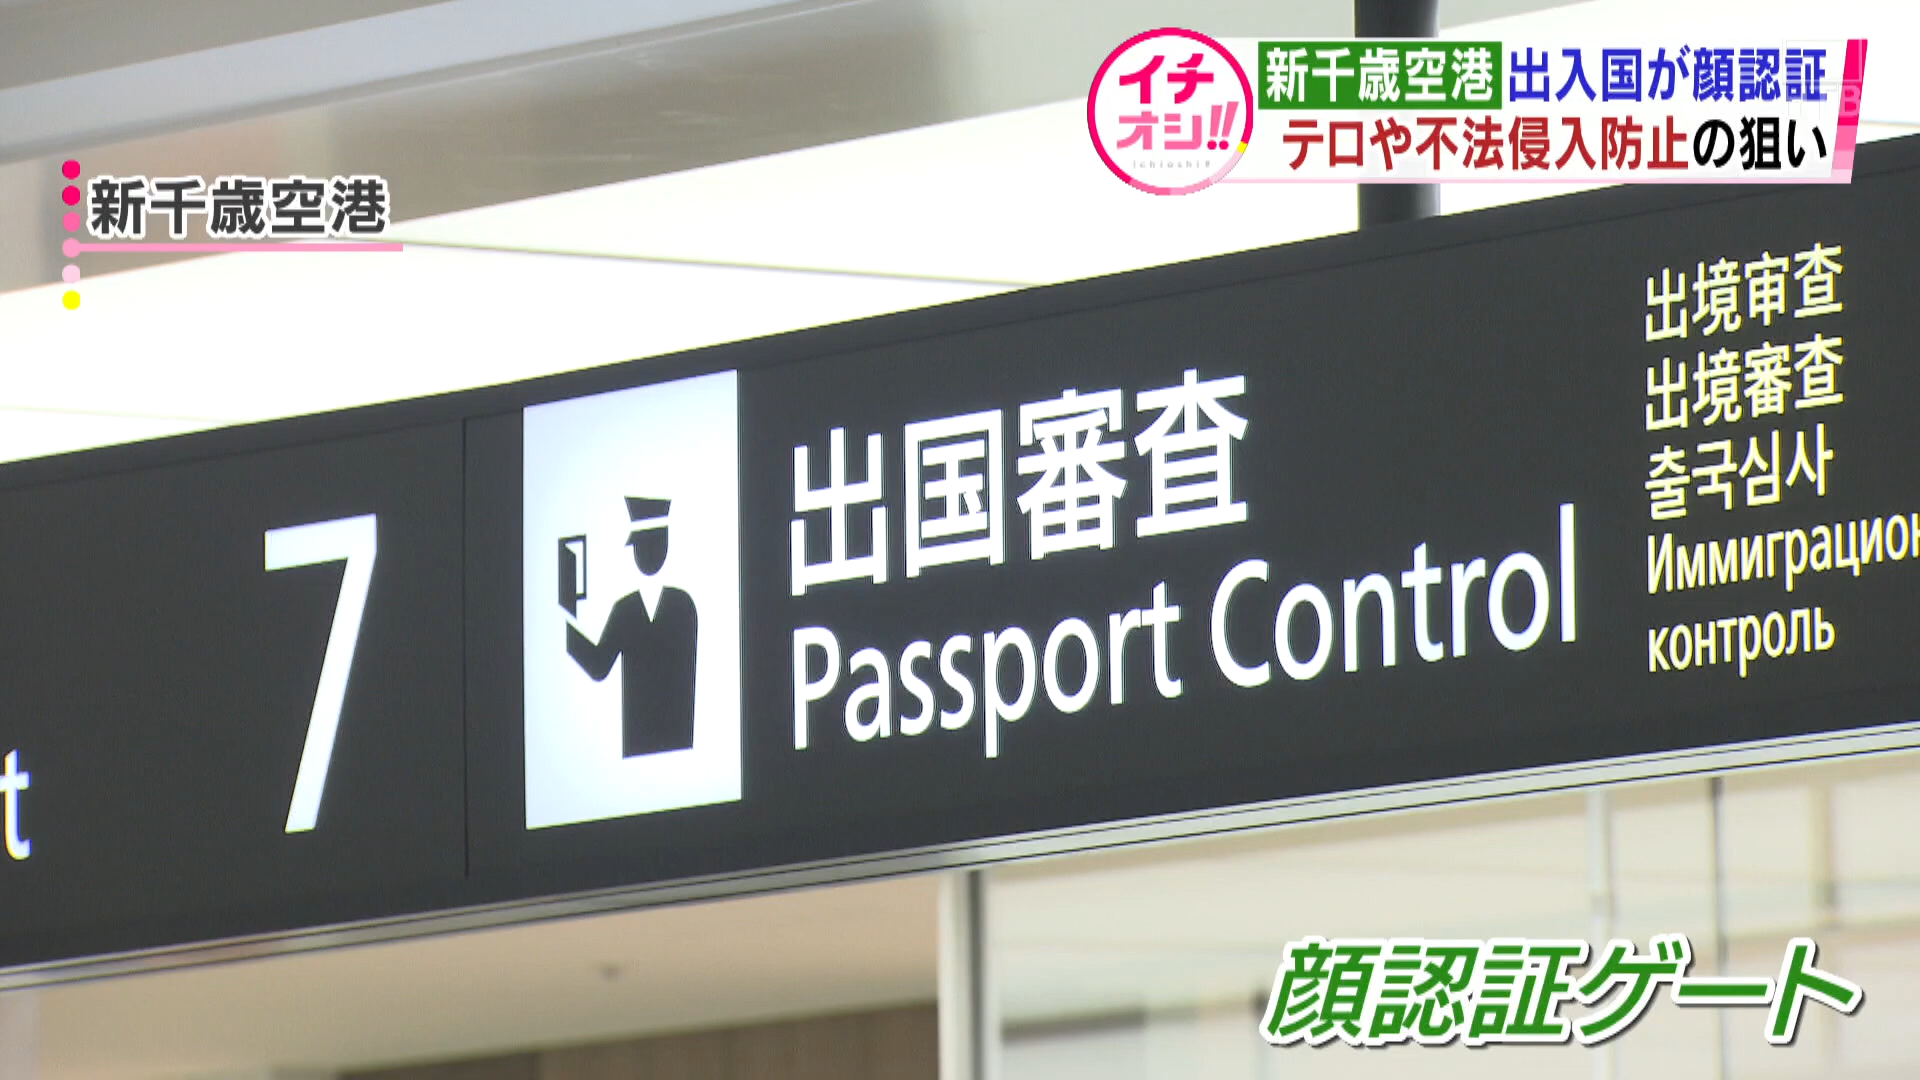 イチオシ!!
ichioshi!!
新千歳空港 出入国が顔認証
テロや不法侵入防止の狙い
新千歳空港
7
出国審査
Passport Control
出境审查
出境審查
출국심사
Иммиграцион
контроль
t
顔認証ゲート